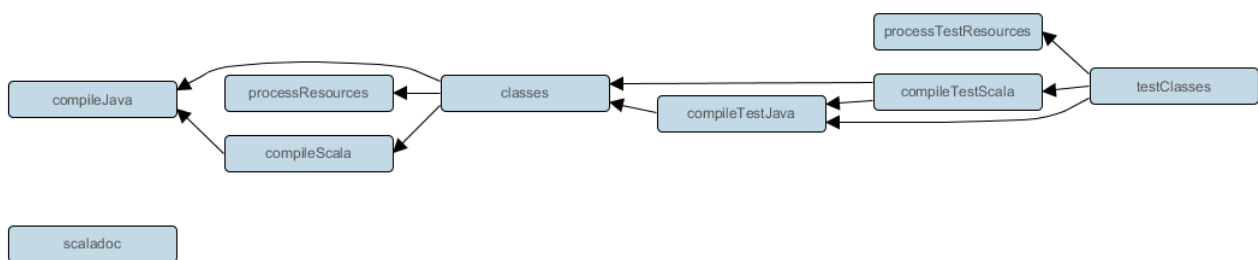 processTestResources
compileJava
processResources
classes
compileTestScala
testClasses
compileTestJava
compileScala
scaladoc